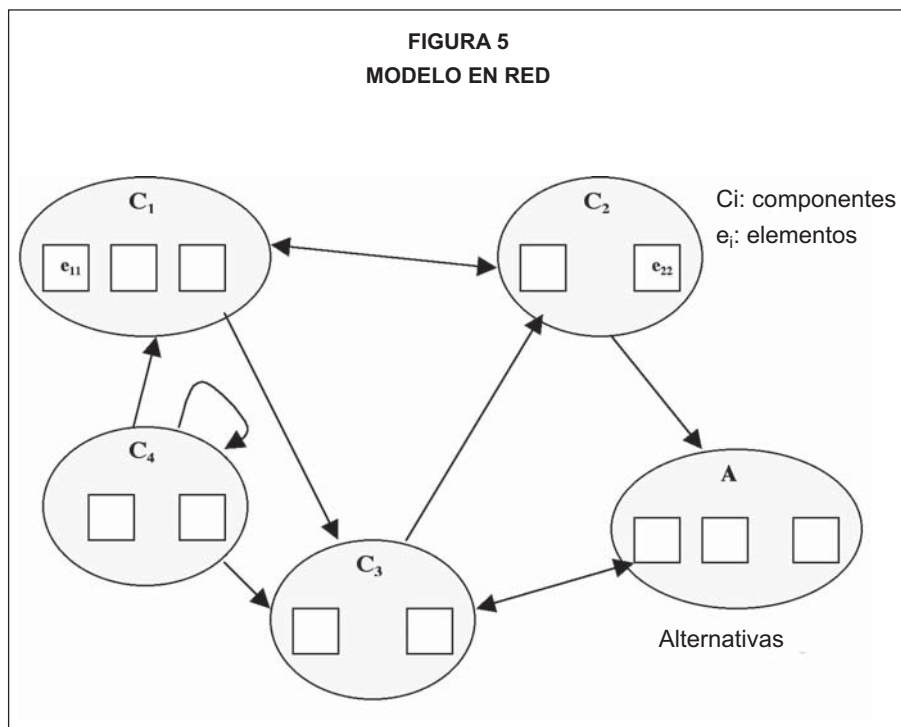 FIGURA 5
MODELO EN RED
C₁
e₁₁
C₂
e₂₂
Ci: componentes
eᵢ: elementos
C₄
C₃
A
Alternativas